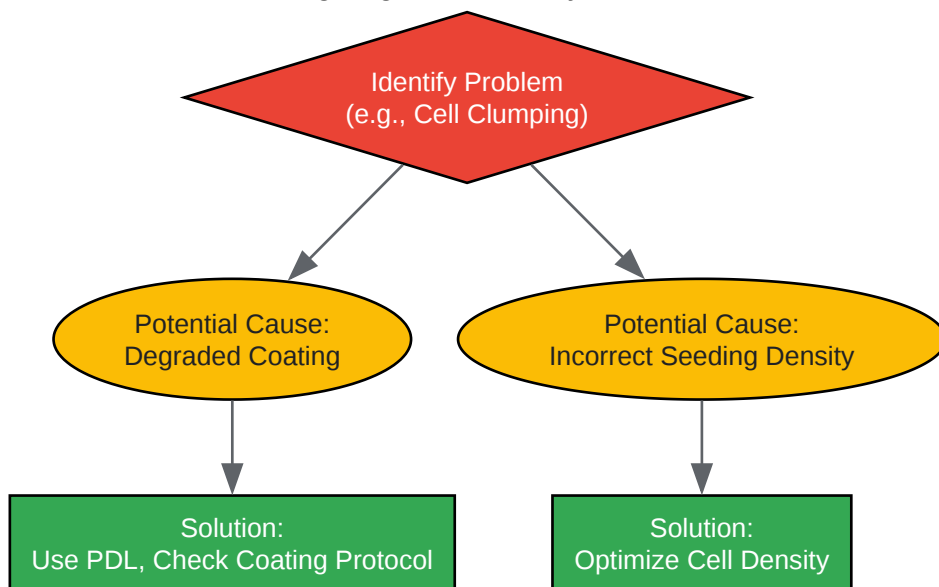 Identify Problem
(e.g., Cell Clumping)
Potential Cause:
Degraded Coating
Potential Cause:
Incorrect Seeding Density
Solution:
Use PDL, Check Coating Protocol
Solution:
Optimize Cell Density